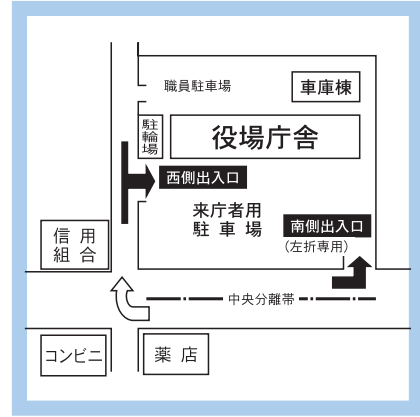 職員駐車場
車庫棟
駐輪場
役場庁舎
西側出入口
来庁者用
駐車場
南側出入口
(左折専用)
信用
組合
中央分離帯
コンビニ
薬店